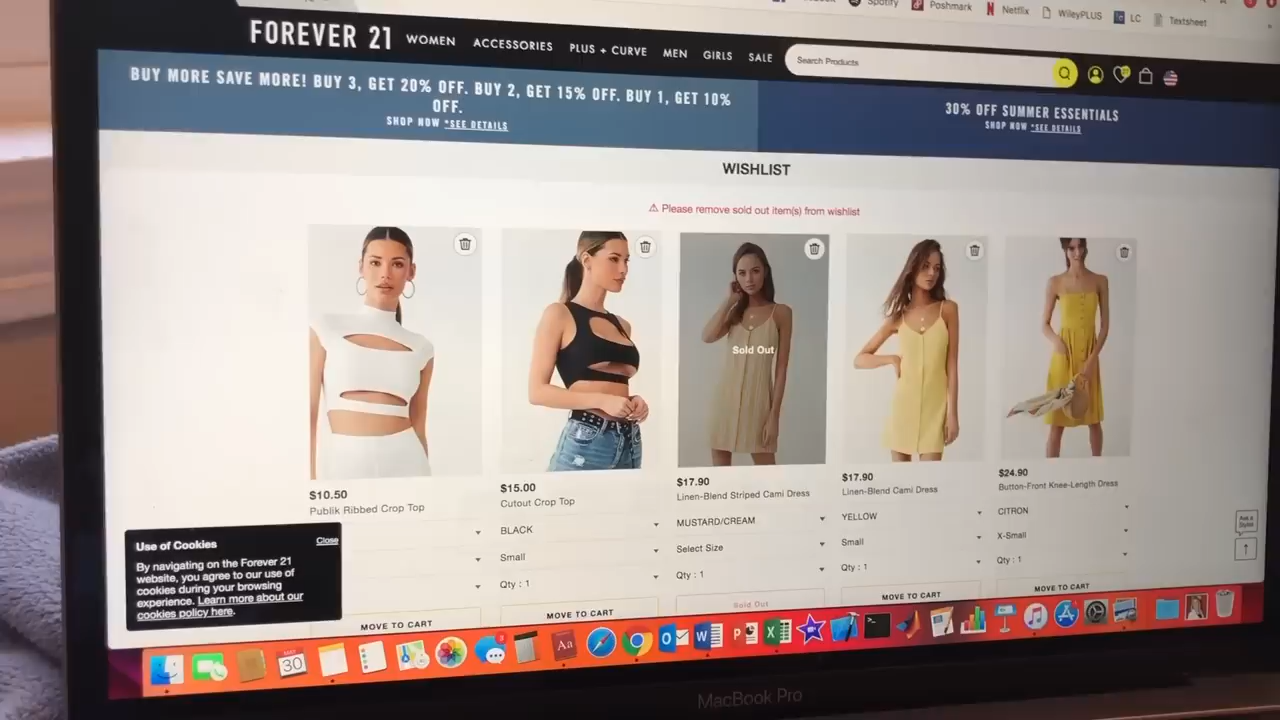 Spotify
Poshmark
Netflix
WileyPLUS
LC
Textsheet
FOREVER 21
WOMEN
ACCESSORIES
PLUS + CURVE
MEN
GIRLS
SALE
Search Products
BUY MORE SAVE MORE! BUY 3, GET 20% OFF. BUY 2, GET 15% OFF. BUY 1, GET 10%
OFF.
SHOP NOW *SEE DETAILS
30% OFF SUMMER ESSENTIALS
SHOP NOW *SEE DETAILS
WISHLIST
⚠ Please remove sold out item(s) from wishlist
Sold Out
$10.50
Publik Ribbed Crop Top
MOVE TO CART
$15.00
Cutout Crop Top
BLACK
Small
Qty : 1
MOVE TO CART
$17.90
Linen-Blend Striped Cami Dress
MUSTARD/CREAM
Select Size
Qty : 1
Sold Out
$17.90
Linen-Blend Cami Dress
YELLOW
Small
Qty : 1
MOVE TO CART
$24.90
Button-Front Knee-Length Dress
CITRON
X-Small
Qty : 1
MOVE TO CART
Ask a
Stylist
Use of Cookies
Close
By navigating on the Forever 21
website, you agree to our use of
cookies during your browsing
experience. Learn more about our
cookies policy here.
30
Aa
MacBook Pro